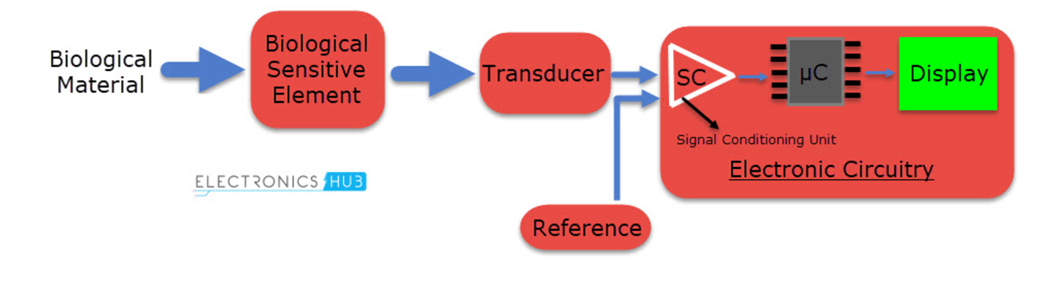 Biological
Material
Biological
Sensitive
Element
Transducer
SC
μC
Display
Signal Conditioning Unit
Electronic Circuitry
ELECTRONICS HUB
Reference